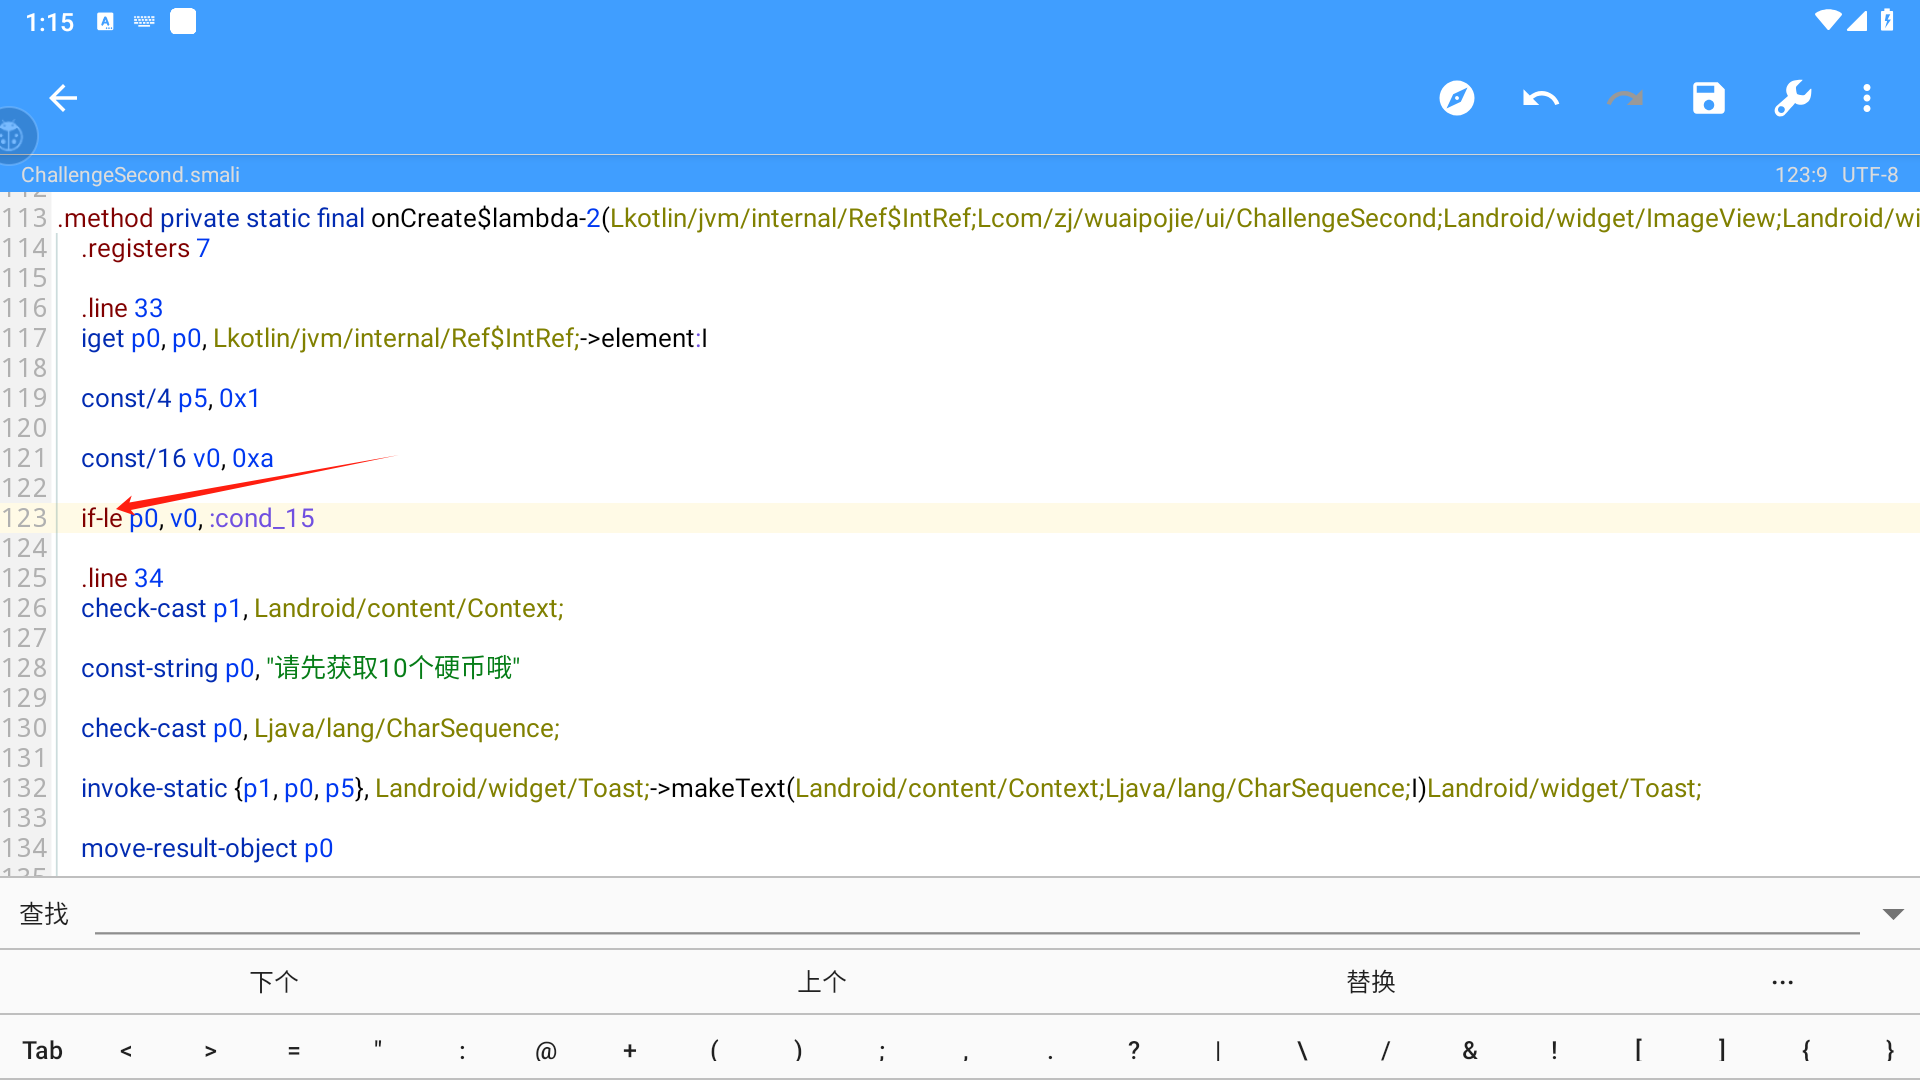 1:15
ChallengeSecond.smali
123:9 UTF-8
113 .method private static final onCreate$lambda-2(Lkotlin/jvm/internal/Ref$IntRef;Lcom/zj/wuaipojie/ui/ChallengeSecond;Landroid/widget/ImageView;Landroid/wi
114 .registers 7
115
116 .line 33
117 iget p0, p0, Lkotlin/jvm/internal/Ref$IntRef;->element:I
118
119 const/4 p5, 0x1
120
121 const/16 v0, 0xa
122
123 if-le p0, v0, :cond_15
124
125 .line 34
126 check-cast p1, Landroid/content/Context;
127
128 const-string p0, "请先获取10个硬币哦"
129
130 check-cast p0, Ljava/lang/CharSequence;
131
132 invoke-static {p1, p0, p5}, Landroid/widget/Toast;->makeText(Landroid/content/Context;Ljava/lang/CharSequence;I)Landroid/widget/Toast;
133
134 move-result-object p0
查找
下个 上个 替换 ...
Tab < > = " : @ + ( ) ; , . ? | \ / & ! [ ] { }